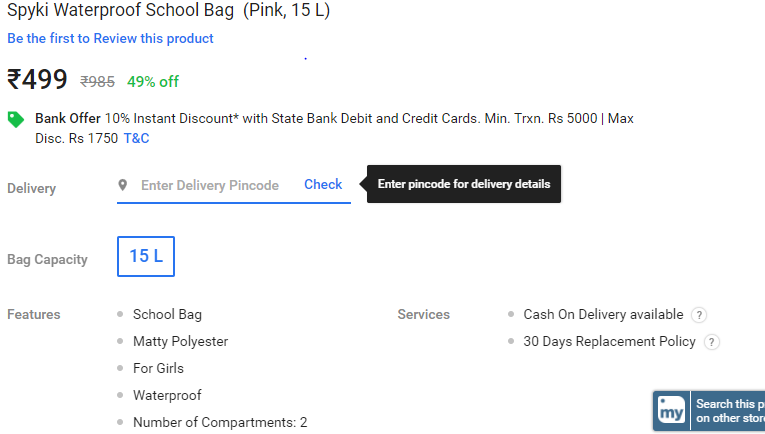 Spyki Waterproof School Bag (Pink, 15 L)
Be the first to Review this product
₹499 ₹985 49% off
Bank Offer 10% Instant Discount* with State Bank Debit and Credit Cards. Min. Trxn. Rs 5000 | Max
Disc. Rs 1750 T&C
Delivery Enter Delivery Pincode Check Enter pincode for delivery details
Bag Capacity 15 L
Features School Bag Services Cash On Delivery available ?
Matty Polyester 30 Days Replacement Policy ?
For Girls
Waterproof
Number of Compartments: 2
my Search this p
on other stor